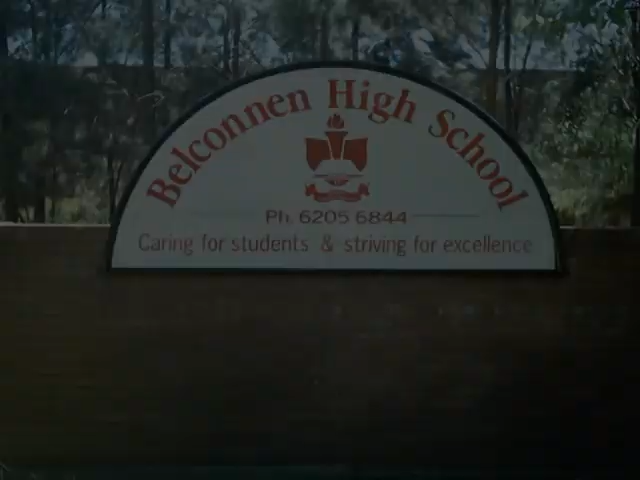 Belconnen High School
Ph. 6205 6844
Caring for students & striving for excellence